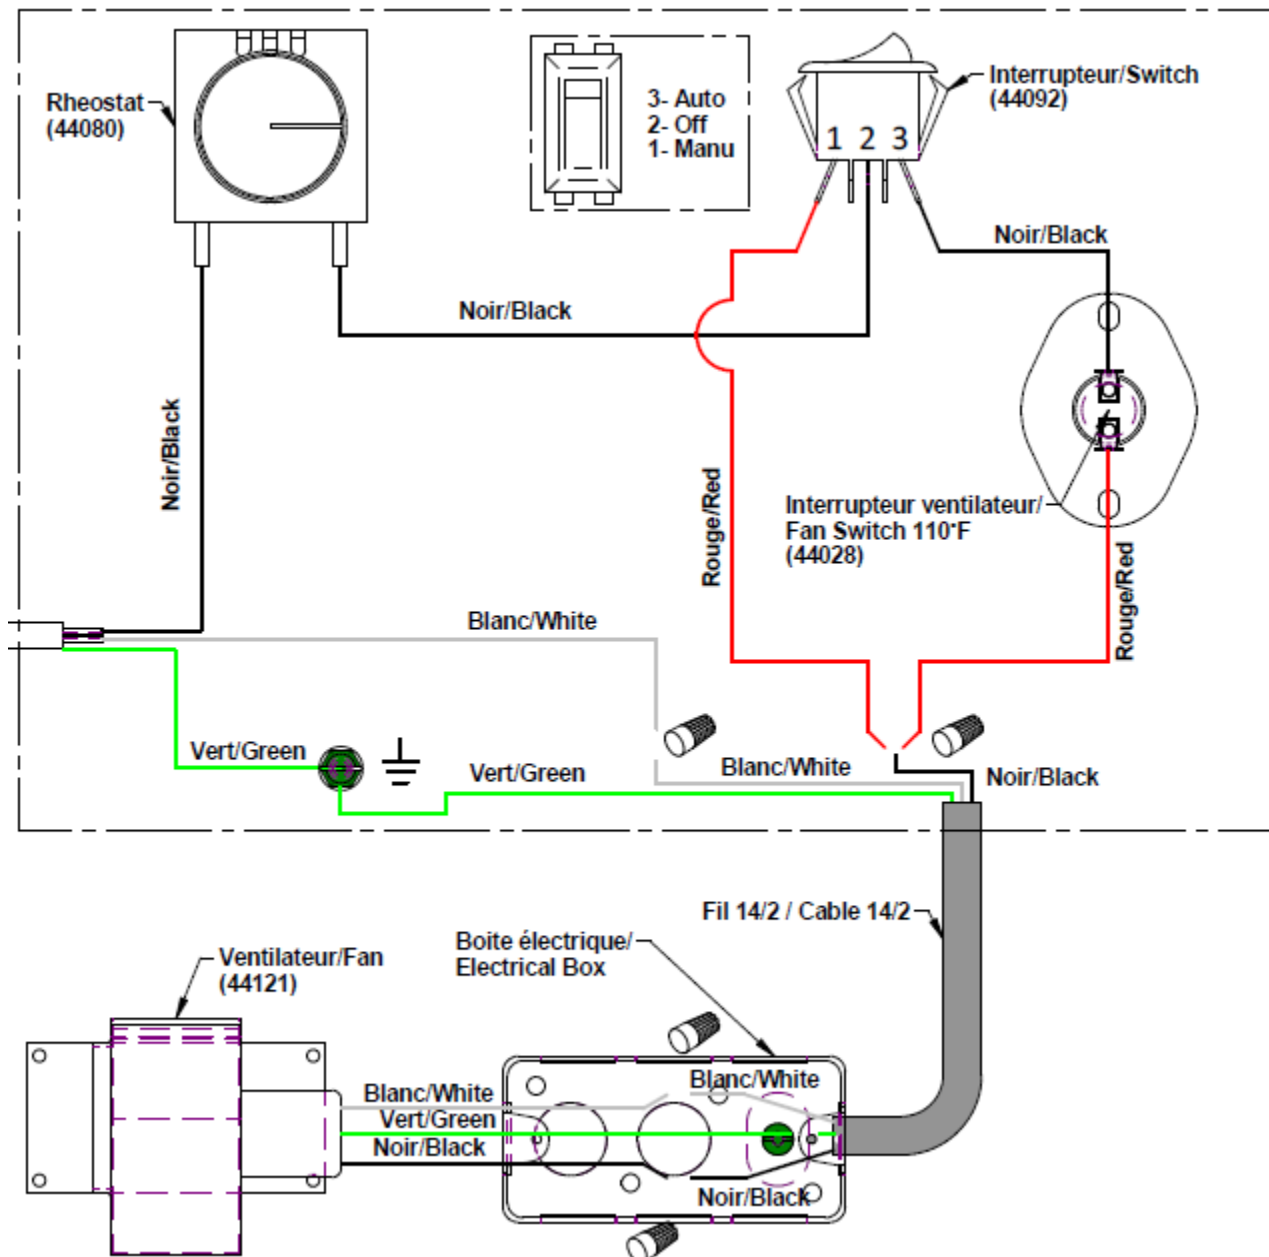 Rheostat
(44080)
3- Auto
2- Off
1- Manu
Interrupteur/Switch
(44092)
1 2 3
Noir/Black
Noir/Black
Noir/Black
Rouge/Red
Interrupteur ventilateur/
Fan Switch 110°F
(44028)
Rouge/Red
Blanc/White
Vert/Green
Vert/Green
Blanc/White
Noir/Black
Fil 14/2 / Cable 14/2
Boite électrique/
Electrical Box
Ventilateur/Fan
(44121)
Blanc/White
Vert/Green
Noir/Black
Blanc/White
Noir/Black